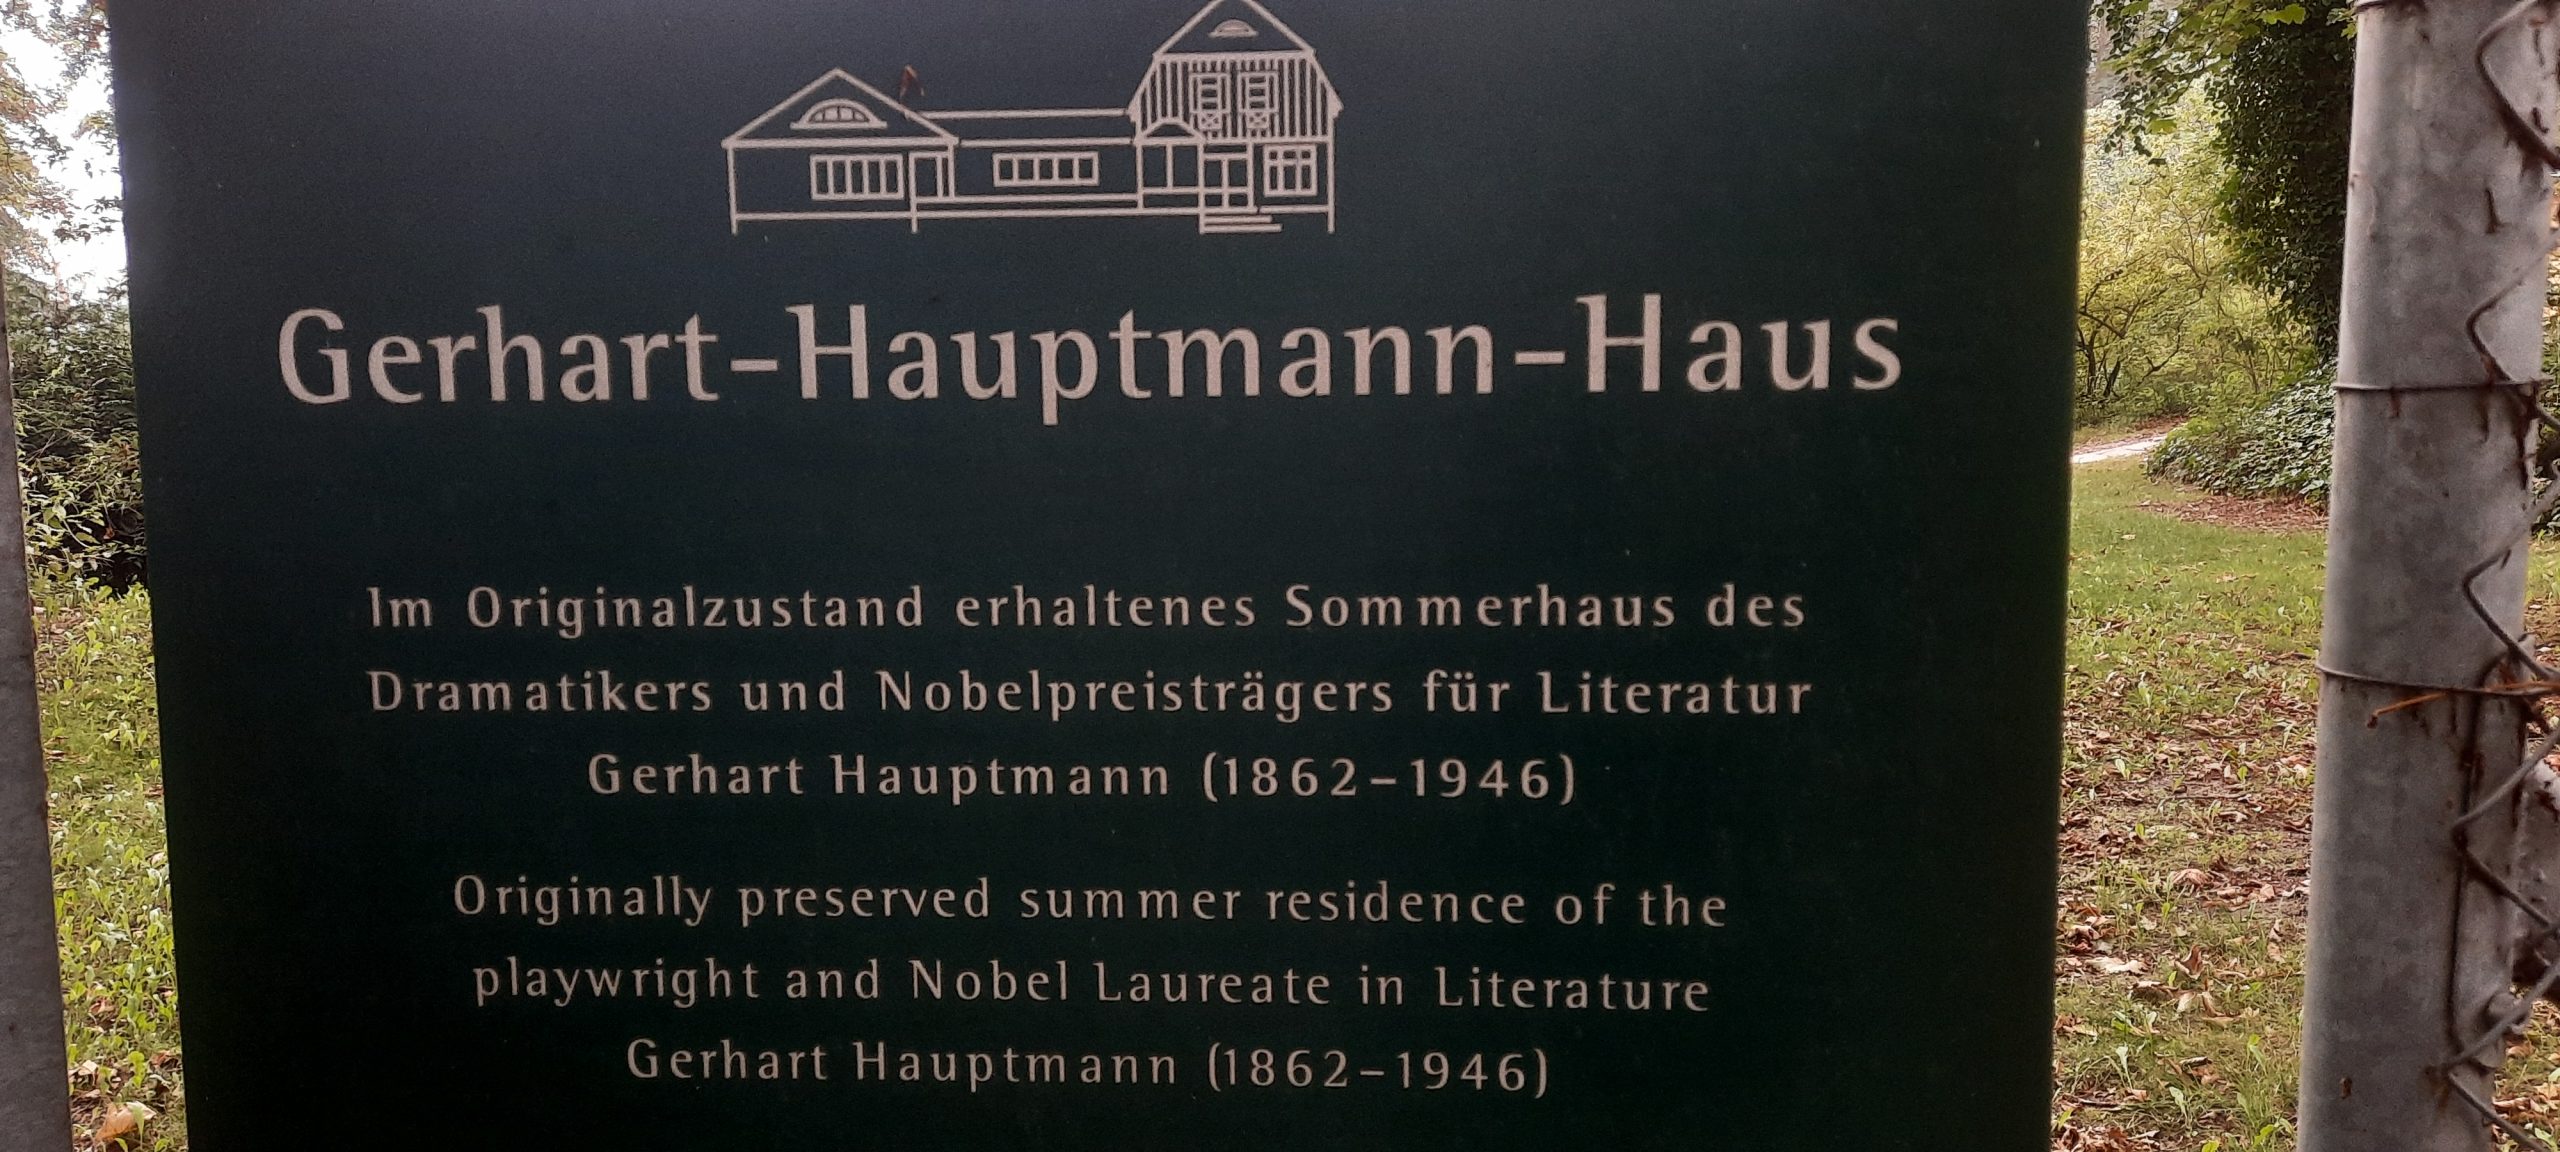 Gerhart-Hauptmann-Haus
Im Originalzustand erhaltenes Sommerhaus des
Dramatikers und Nobelpreisträgers für Literatur
Gerhart Hauptmann (1862-1946)
Originally preserved summer residence of the
playwright and Nobel Laureate in Literature
Gerhart Hauptmann (1862-1946)